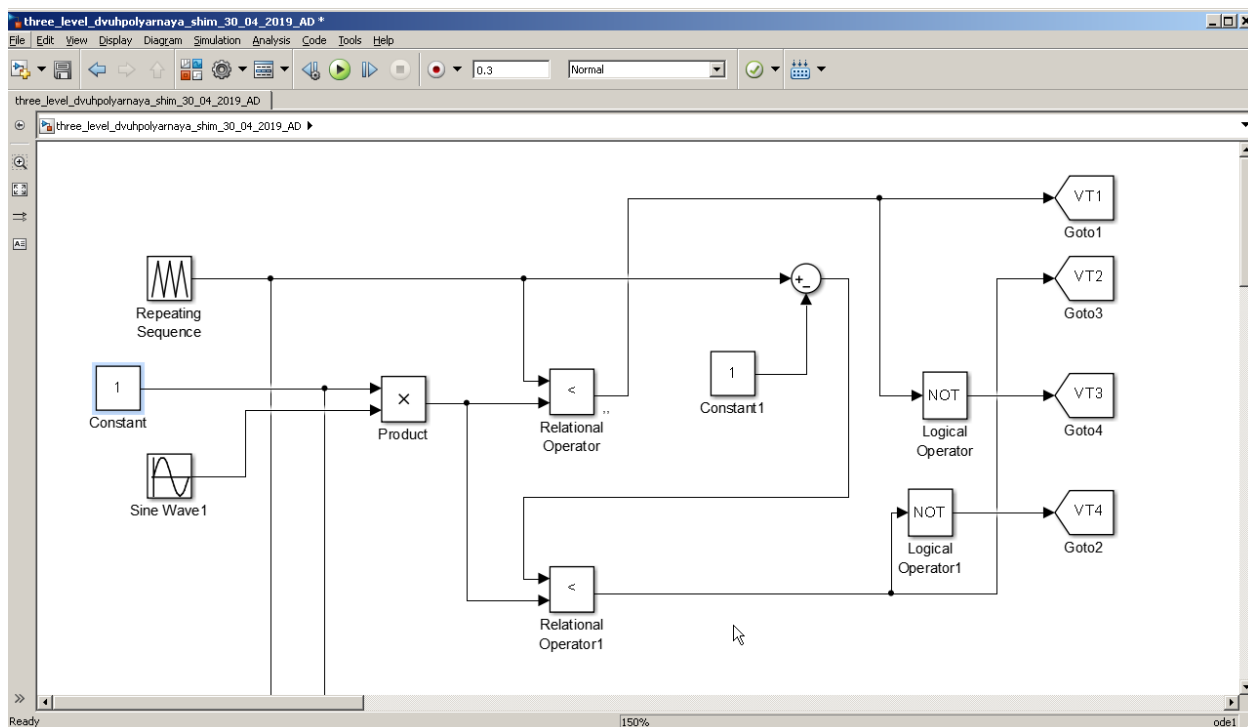 three_level_dvuhpolyarnaya_shim_30_04_2019_AD *
File Edit View Display Diagram Simulation Analysis Code Tools Help
0.3 Normal
three_level_dvuhpolyarnaya_shim_30_04_2019_AD
three_level_dvuhpolyarnaya_shim_30_04_2019_AD
VT1
Goto1
Repeating
Sequence
+
-
VT2
Goto3
1
Constant
×
Product
<
,,
Relational
Operator
1
Constant1
NOT
Logical
Operator
VT3
Goto4
Sine Wave1
NOT
Logical
Operator1
VT4
Goto2
<
Relational
Operator1
Ready 150% ode1